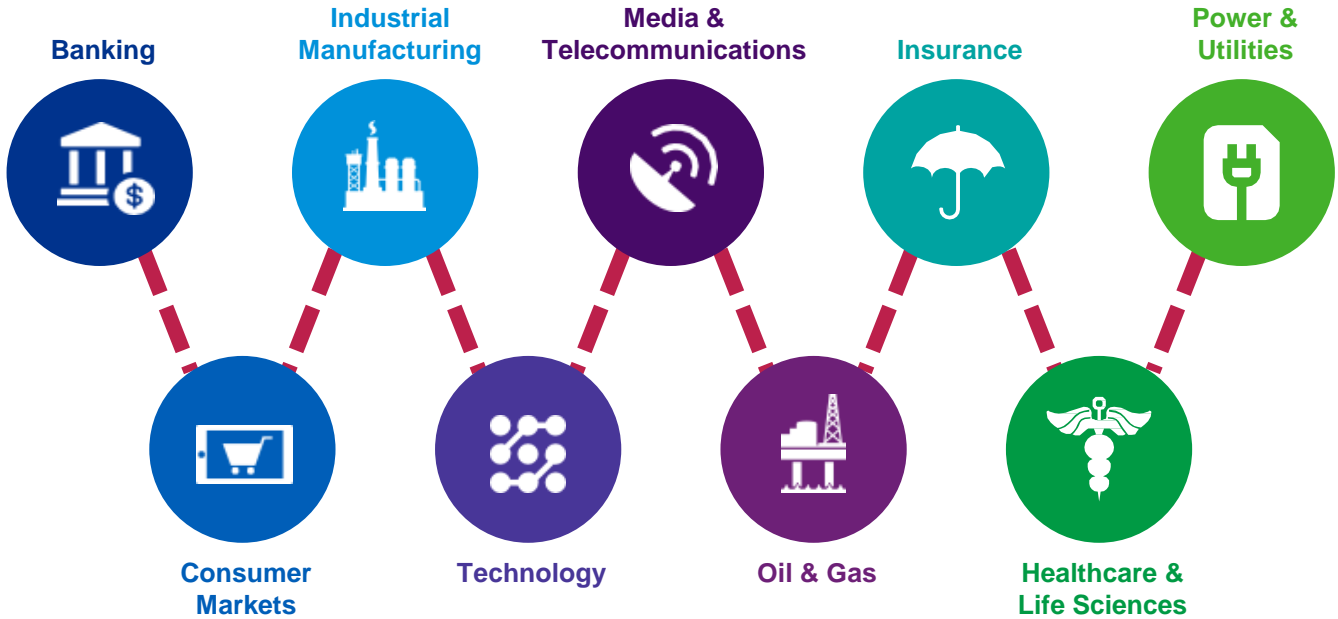 Banking
Industrial
Manufacturing
Media &
Telecommunications
Insurance
Power &
Utilities
$
Consumer
Markets
Technology
Oil & Gas
Healthcare &
Life Sciences